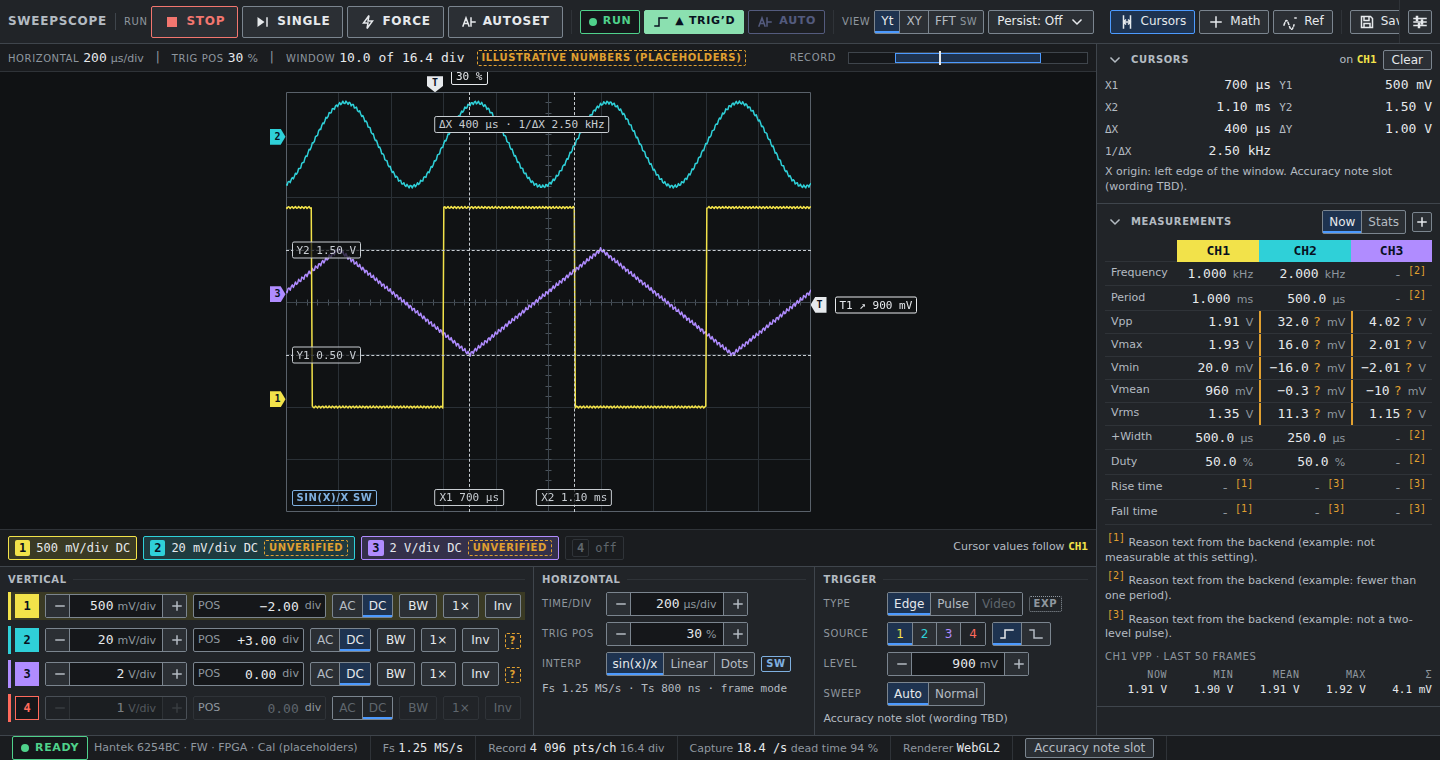 SWEEPSCOPE RUN STOP SINGLE FORCE AUTOSET RUN ▲ TRIG'D AUTO VIEW Yt XY FFT SW Persist: Off Cursors Math Ref Sav
HORIZONTAL 200 µs/div | TRIG POS 30 % | WINDOW 10.0 of 16.4 div ILLUSTRATIVE NUMBERS (PLACEHOLDERS) RECORD
T 30 %
2
ΔX 400 µs · 1/ΔX 2.50 kHz
Y2 1.50 V
3
T T1 ↗ 900 mV
Y1 0.50 V
1
SIN(X)/X SW X1 700 µs X2 1.10 ms
CURSORS on CH1 Clear
X1 700 µs Y1 500 mV
X2 1.10 ms Y2 1.50 V
ΔX 400 µs ΔY 1.00 V
1/ΔX 2.50 kHz
X origin: left edge of the window. Accuracy note slot
(wording TBD).
MEASUREMENTS Now Stats +
CH1 CH2 CH3
Frequency 1.000 kHz 2.000 kHz - [2]
Period 1.000 ms 500.0 µs - [2]
Vpp 1.91 V 32.0 ? mV 4.02 ? V
Vmax 1.93 V 16.0 ? mV 2.01 ? V
Vmin 20.0 mV −16.0 ? mV −2.01 ? V
Vmean 960 mV −0.3 ? mV −10 ? mV
Vrms 1.35 V 11.3 ? mV 1.15 ? V
+Width 500.0 µs 250.0 µs - [2]
Duty 50.0 % 50.0 % - [2]
Rise time - [1] - [3] - [3]
Fall time - [1] - [3] - [3]
[1] Reason text from the backend (example: not
measurable at this setting).
[2] Reason text from the backend (example: fewer than
one period).
[3] Reason text from the backend (example: not a two-
level pulse).
CH1 VPP · LAST 50 FRAMES
NOW MIN MEAN MAX Σ
1.91 V 1.90 V 1.91 V 1.92 V 4.1 mV
1 500 mV/div DC 2 20 mV/div DC UNVERIFIED 3 2 V/div DC UNVERIFIED 4 off Cursor values follow CH1
VERTICAL
1 − 500 mV/div + POS −2.00 div AC DC BW 1× Inv
2 − 20 mV/div + POS +3.00 div AC DC BW 1× Inv ?
3 − 2 V/div + POS 0.00 div AC DC BW 1× Inv ?
4 − 1 V/div + POS 0.00 div AC DC BW 1× Inv
HORIZONTAL
TIME/DIV − 200 µs/div +
TRIG POS − 30 % +
INTERP sin(x)/x Linear Dots SW
Fs 1.25 MS/s · Ts 800 ns · frame mode
TRIGGER
TYPE Edge Pulse Video EXP
SOURCE 1 2 3 4
LEVEL − 900 mV +
SWEEP Auto Normal
Accuracy note slot (wording TBD)
READY Hantek 6254BC · FW · FPGA · Cal (placeholders) Fs 1.25 MS/s Record 4 096 pts/ch 16.4 div Capture 18.4 /s dead time 94 % Renderer WebGL2 Accuracy note slot